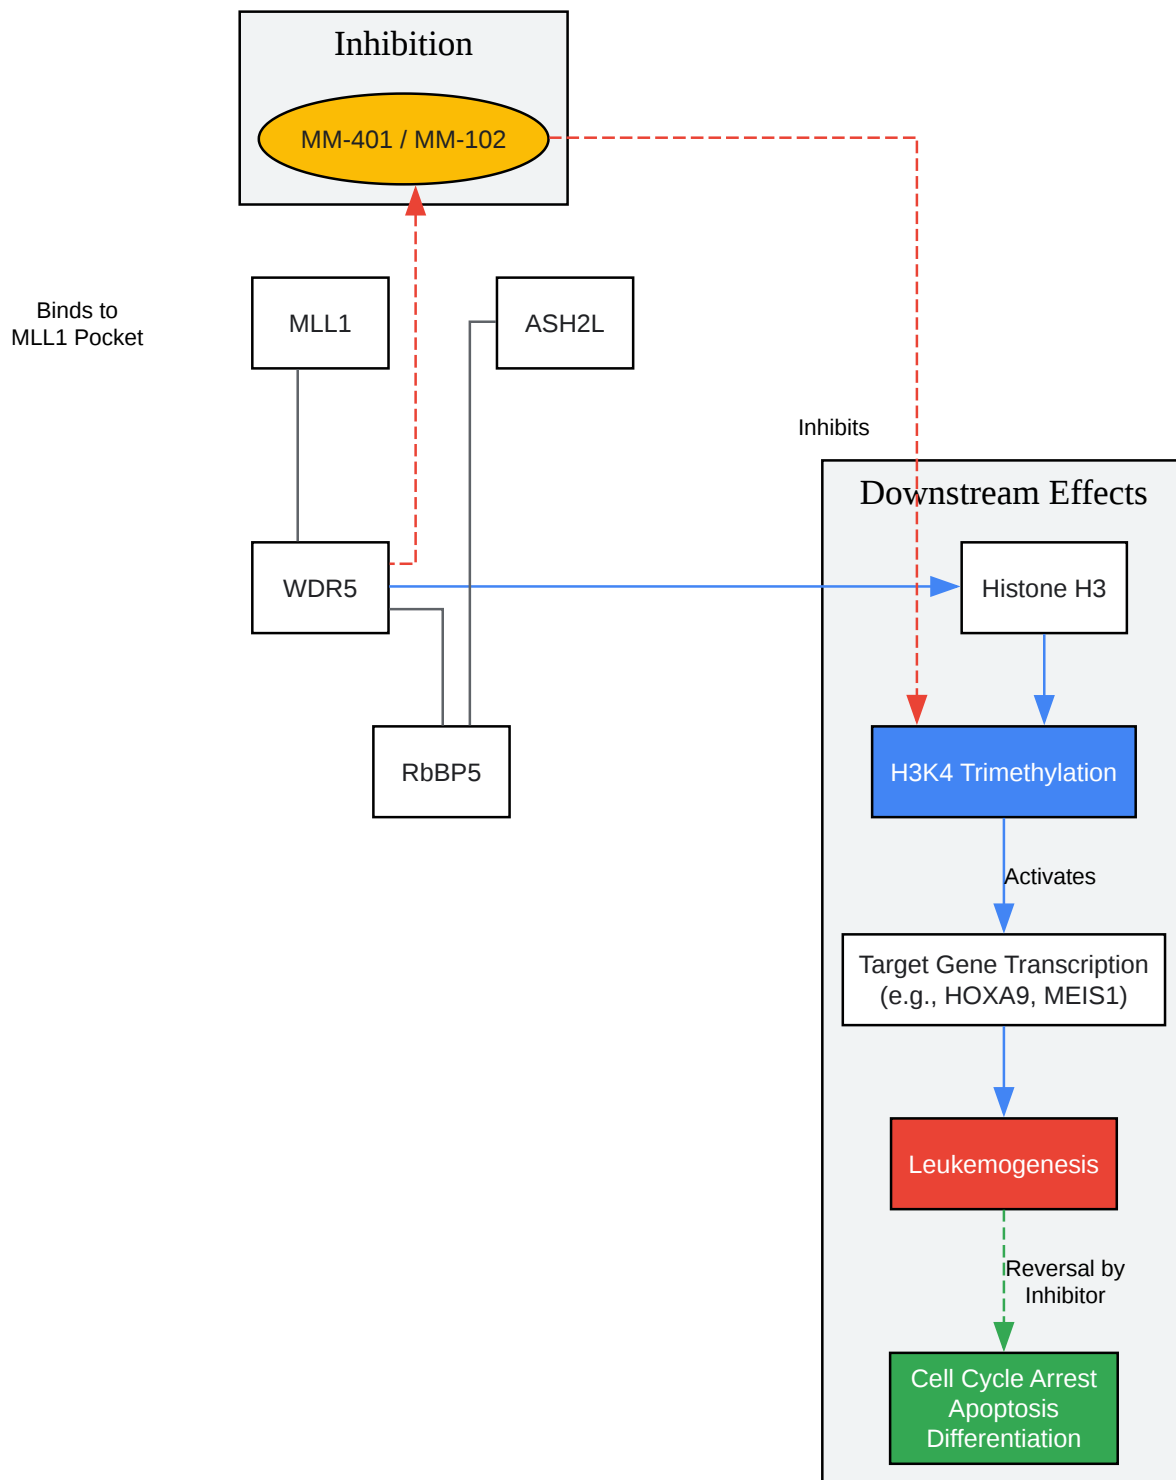 Inhibition
MM-401 / MM-102
Binds to
MLL1 Pocket
MLL1
ASH2L
Inhibits
Downstream Effects
WDR5
Histone H3
RbBP5
H3K4 Trimethylation
Activates
Target Gene Transcription
(e.g., HOXA9, MEIS1)
Leukemogenesis
Reversal by
Inhibitor
Cell Cycle Arrest
Apoptosis
Differentiation